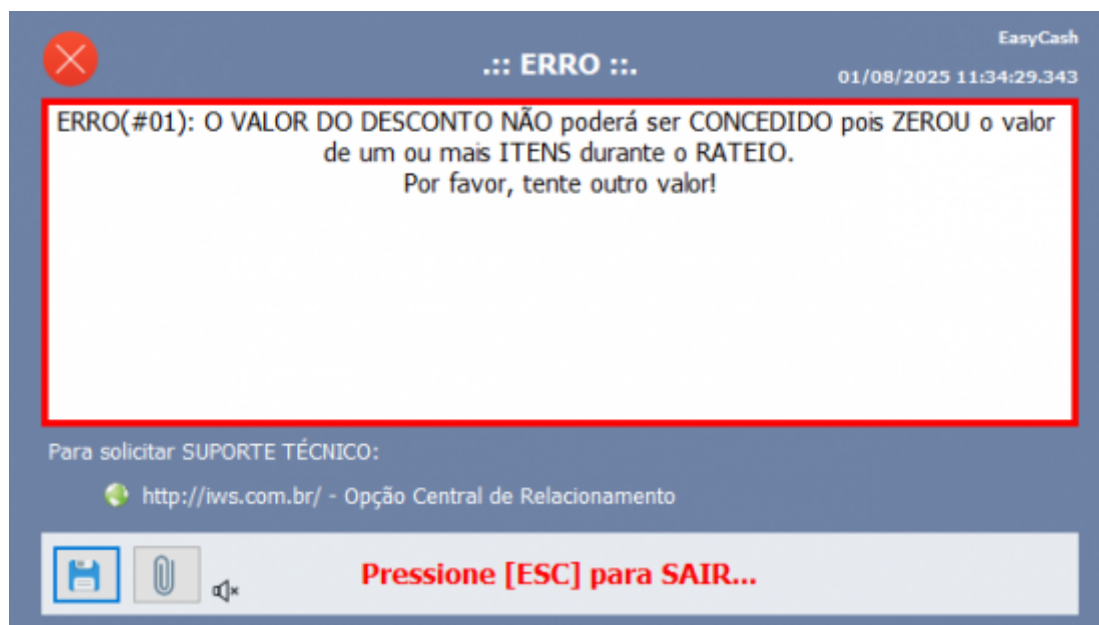 EasyCash
.:: ERRO ::.
01/08/2025 11:34:29.343
ERRO(#01): O VALOR DO DESCONTO NÃO poderá ser CONCEDIDO pois ZEROU o valor
de um ou mais ITENS durante o RATEIO.
Por favor, tente outro valor!
Para solicitar SUPORTE TÉCNICO:
http://iws.com.br/ - Opção Central de Relacionamento
Pressione [ESC] para SAIR...